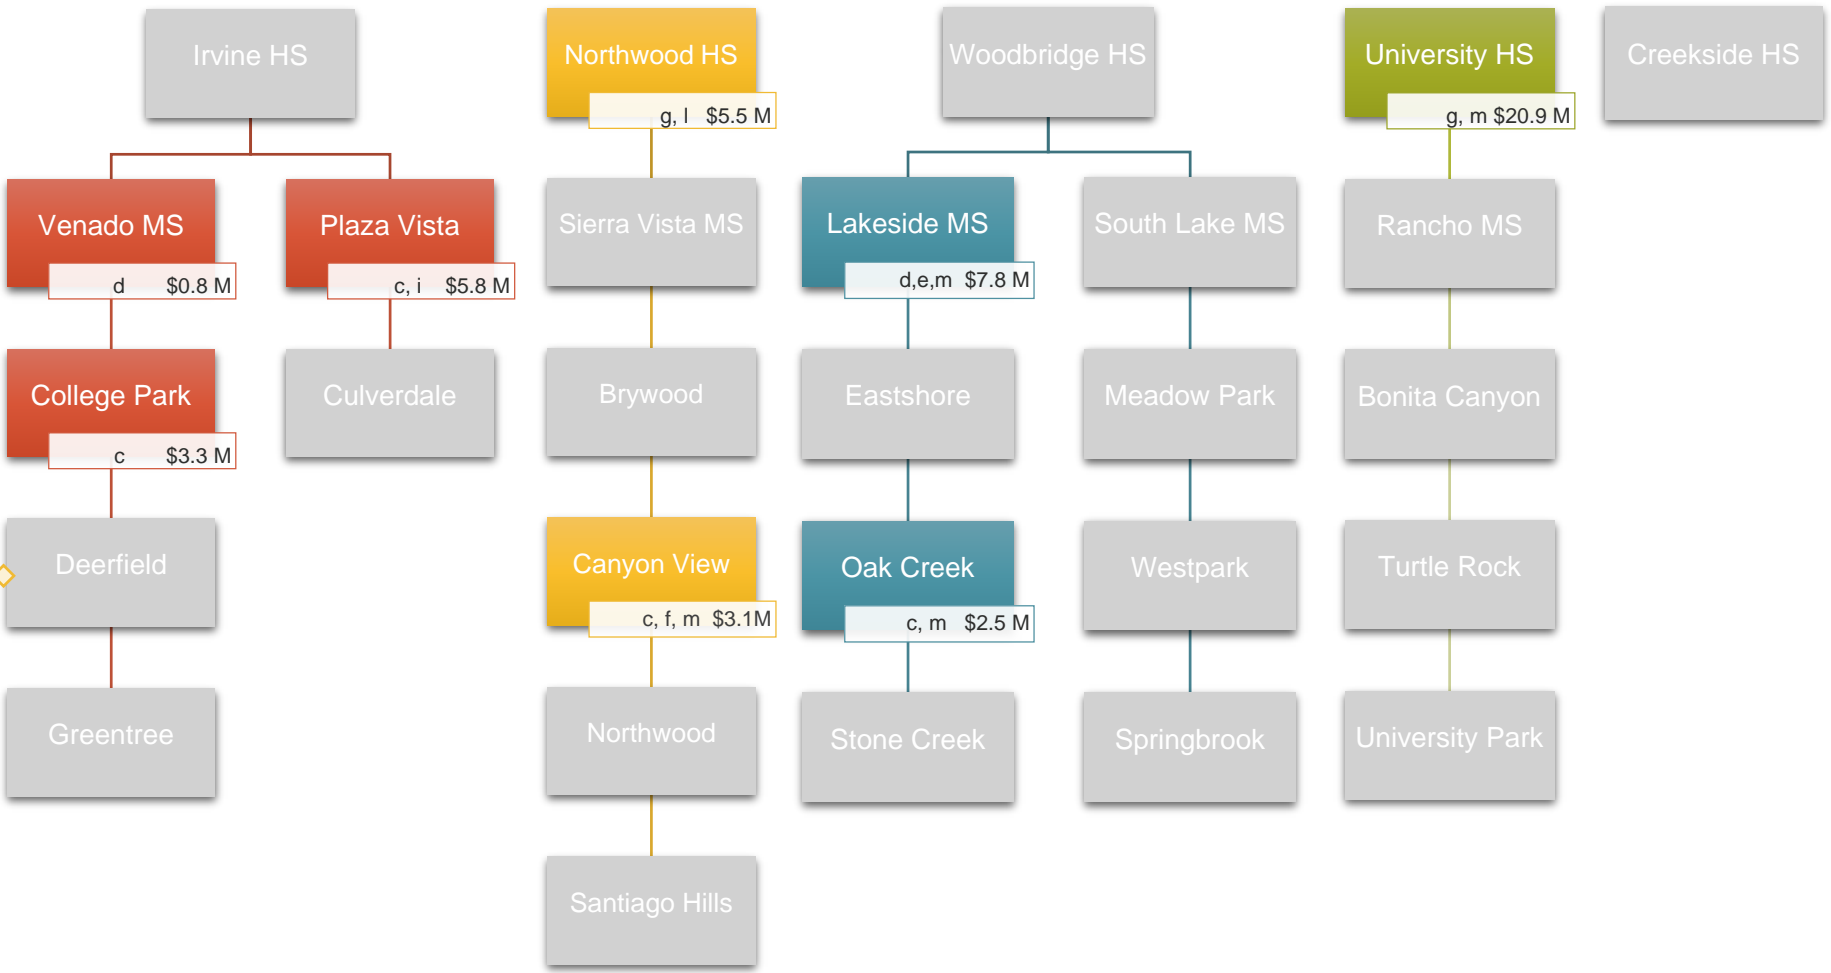 Irvine HS
Northwood HS
g, l $5.5 M
Woodbridge HS
University HS
g, m $20.9 M
Creekside HS
Venado MS
d $0.8 M
Plaza Vista
c, i $5.8 M
Sierra Vista MS
Lakeside MS
d,e,m $7.8 M
South Lake MS
Rancho MS
College Park
c $3.3 M
Culverdale
Brywood
Eastshore
Meadow Park
Bonita Canyon
Deerfield
Canyon View
c, f, m $3.1M
Oak Creek
c, m $2.5 M
Westpark
Turtle Rock
Greentree
Northwood
Stone Creek
Springbrook
University Park
Santiago Hills